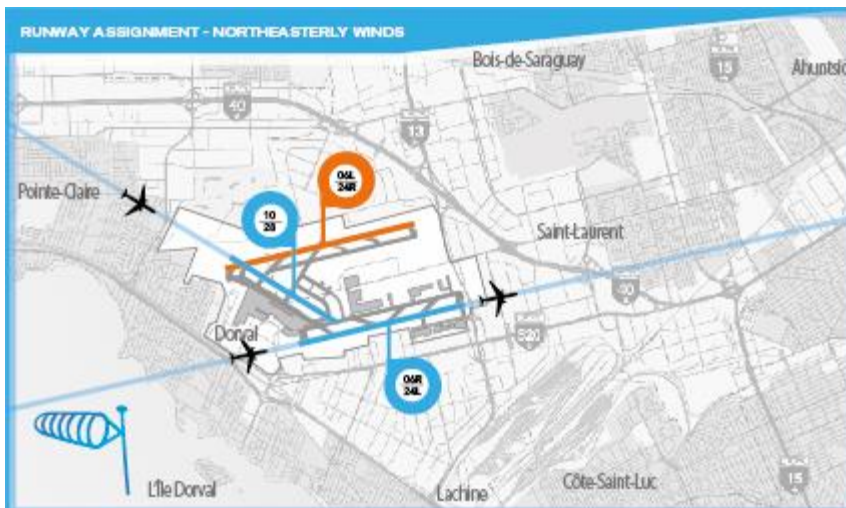 RUNWAY ASSIGNMENT - NORTHEASTERLY WINDS
Bois-de-Saraguay
15
Ahuntsic
40
13
Pointe-Claire
06L
24R
10
28
Saint-Laurent
40
Dorval
520
06R
24L
L'Île Dorval
Lachine
Côte-Saint-Luc
15